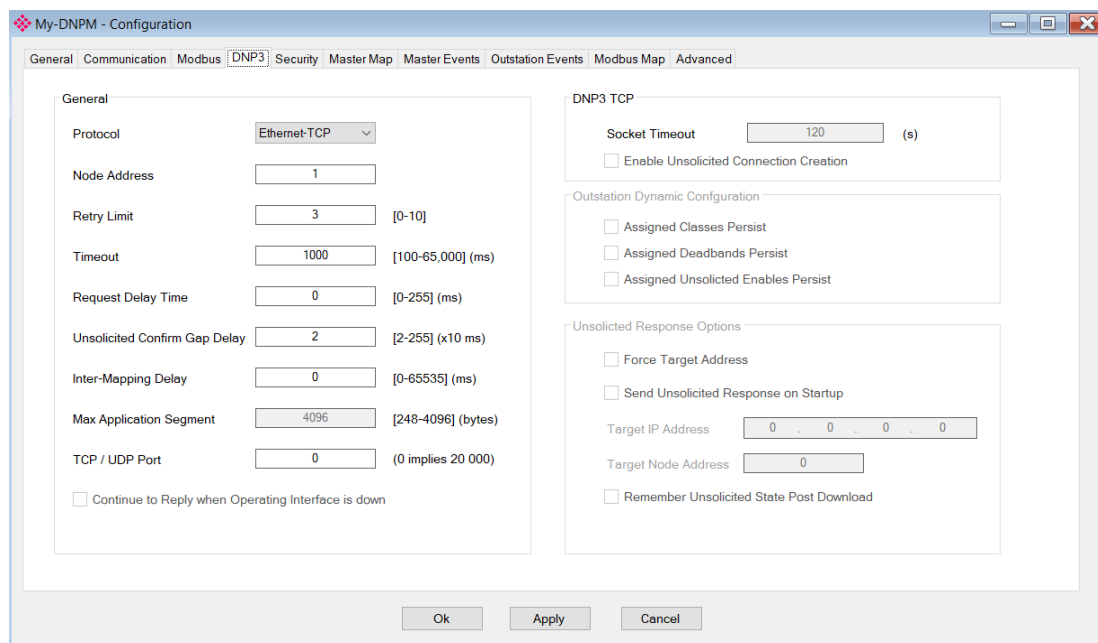 My-DNPM - Configuration
General Communication Modbus DNP3 Security Master Map Master Events Outstation Events Modbus Map Advanced
General
Protocol Ethernet-TCP
Node Address 1
Retry Limit 3 [0-10]
Timeout 1000 [100-65,000] (ms)
Request Delay Time 0 [0-255] (ms)
Unsolicited Confirm Gap Delay 2 [2-255] (x10 ms)
Inter-Mapping Delay 0 [0-65535] (ms)
Max Application Segment 4096 [248-4096] (bytes)
TCP / UDP Port 0 (0 implies 20 000)
Continue to Reply when Operating Interface is down
DNP3 TCP
Socket Timeout 120 (s)
Enable Unsolicited Connection Creation
Outstation Dynamic Confguration
Assigned Classes Persist
Assigned Deadbands Persist
Assigned Unsolicted Enables Persist
Unsolicted Response Options
Force Target Address
Send Unsolicited Response on Startup
Target IP Address 0 . 0 . 0 . 0
Target Node Address 0
Remember Unsolicited State Post Download
Ok Apply Cancel